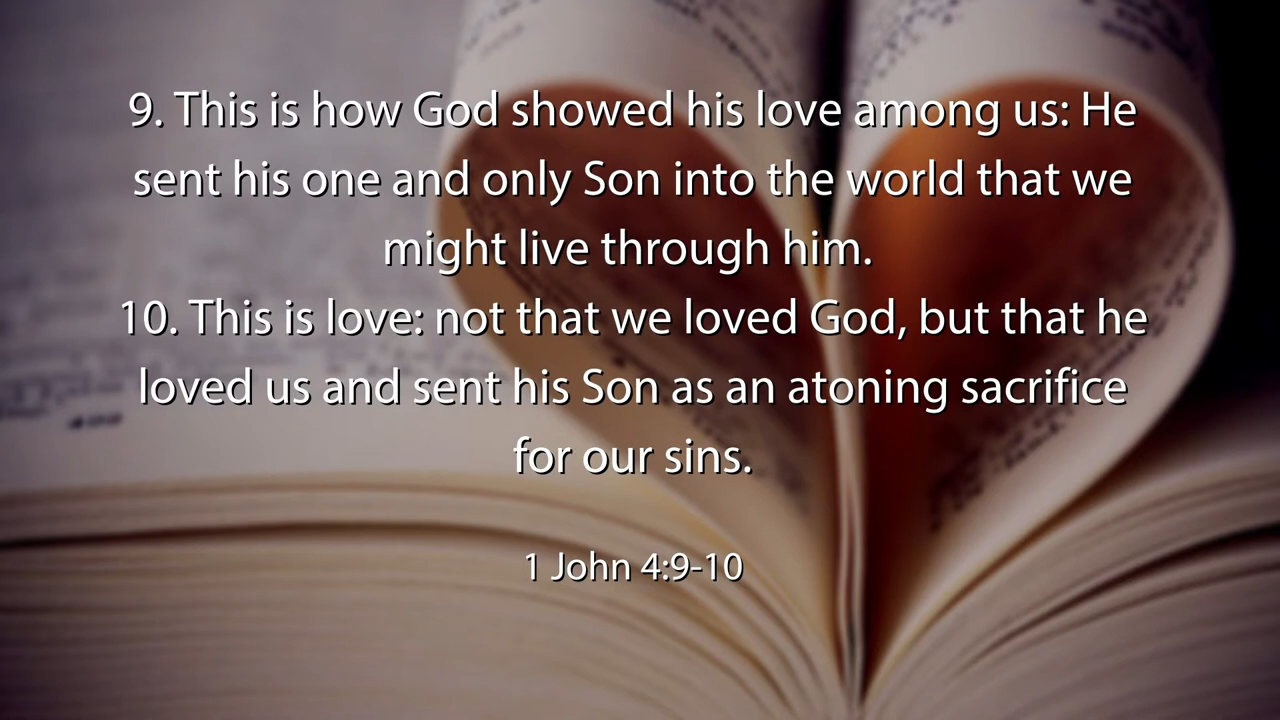 9. This is how God showed his love among us: He
sent his one and only Son into the world that we
might live through him.
10. This is love: not that we loved God, but that he
loved us and sent his Son as an atoning sacrifice
for our sins.
1 John 4:9-10